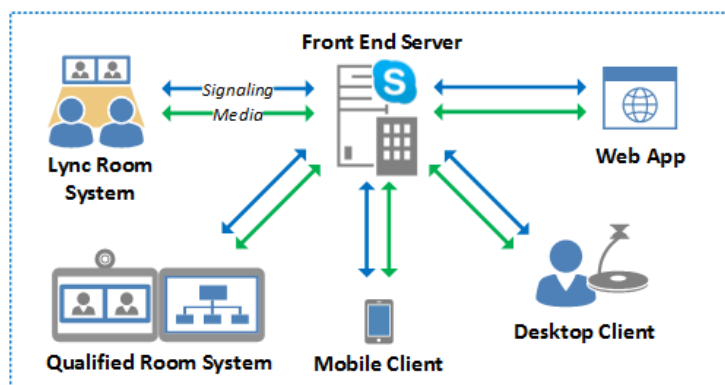 Front End Server
Signaling
Media
Lync Room
System
Web App
Qualified Room System
Mobile Client
Desktop Client